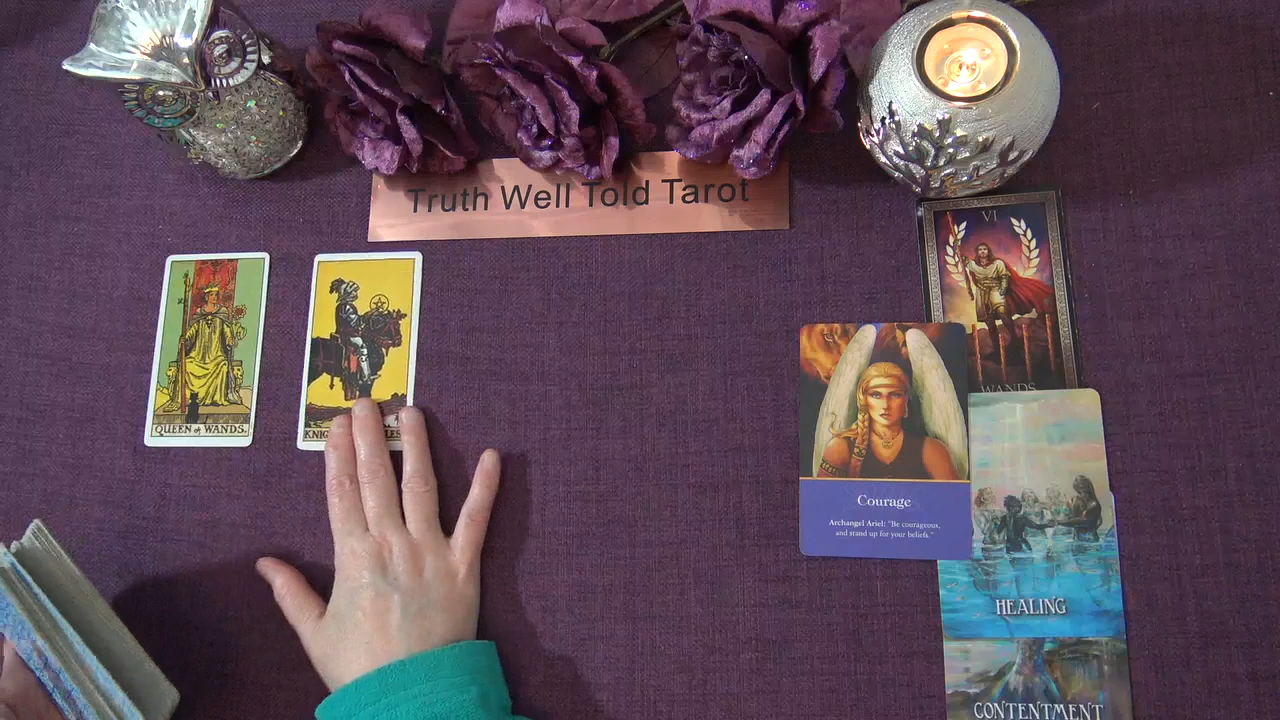 Truth Well Told Tarot
VI
WANDS
QUEEN of WANDS.
Courage
Archangel Ariel: "Be courageous,
and stand up for your beliefs."
HEALING
CONTENTMENT